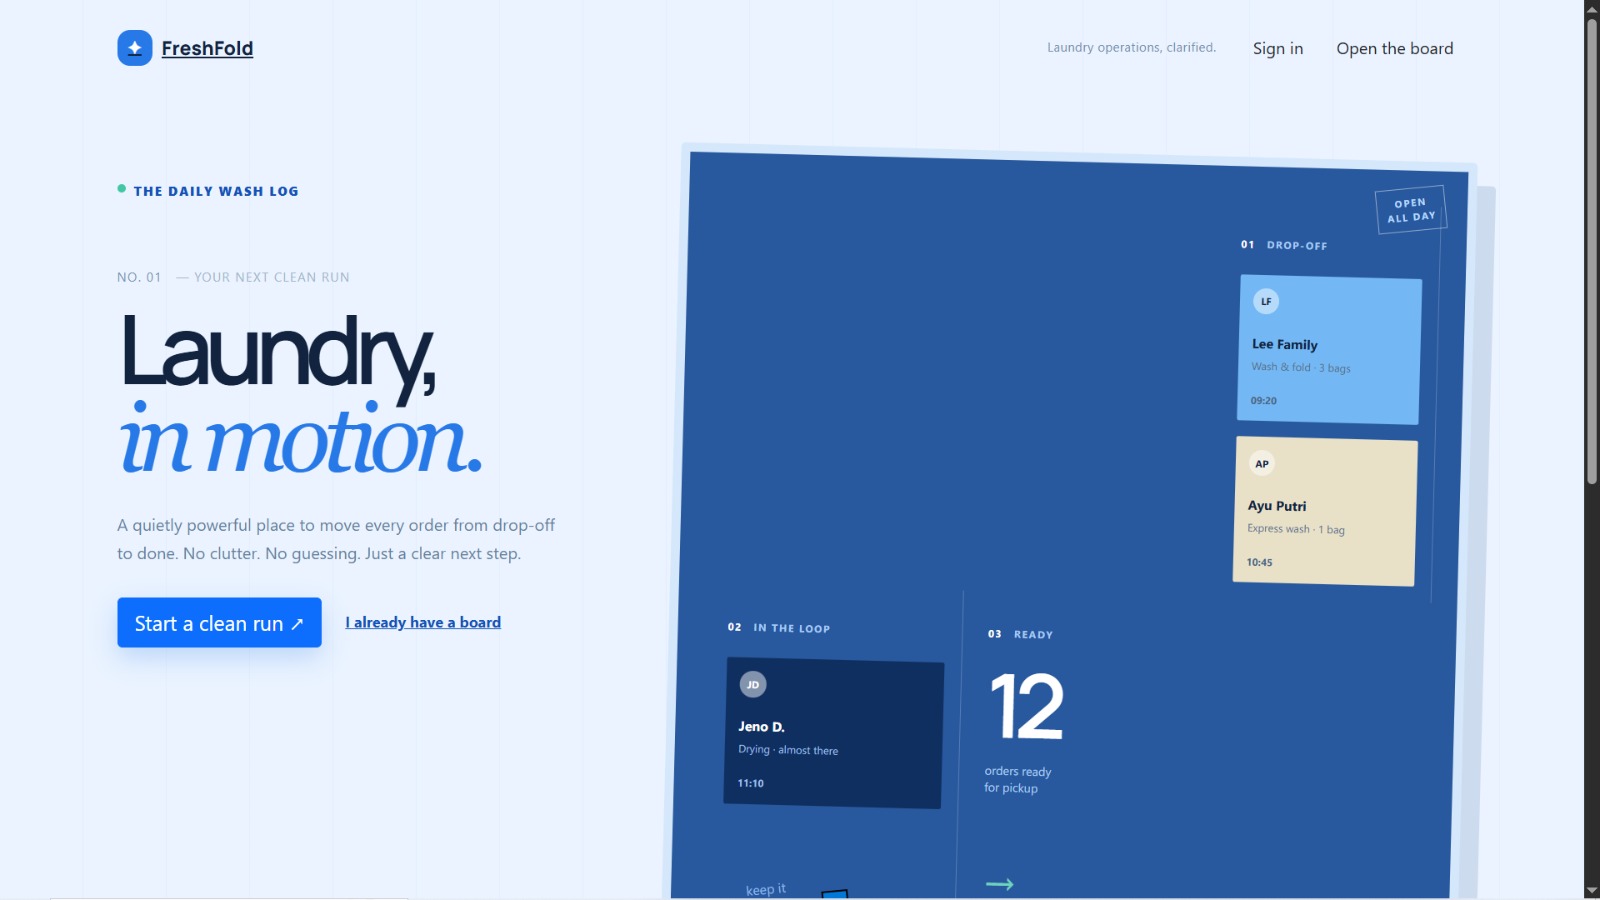 FreshFold
Laundry operations, clarified.
Sign in
Open the board
THE DAILY WASH LOG
NO. 01 — YOUR NEXT CLEAN RUN
Laundry,
in motion.
A quietly powerful place to move every order from drop-off
to done. No clutter. No guessing. Just a clear next step.
Start a clean run ↗
I already have a board
OPEN
ALL DAY
01 DROP-OFF
LF
Lee Family
Wash & fold · 3 bags
09:20
AP
Ayu Putri
Express wash · 1 bag
10:45
02 IN THE LOOP
JD
Jeno D.
Drying · almost there
11:10
03 READY
12
orders ready
for pickup
keep it
→